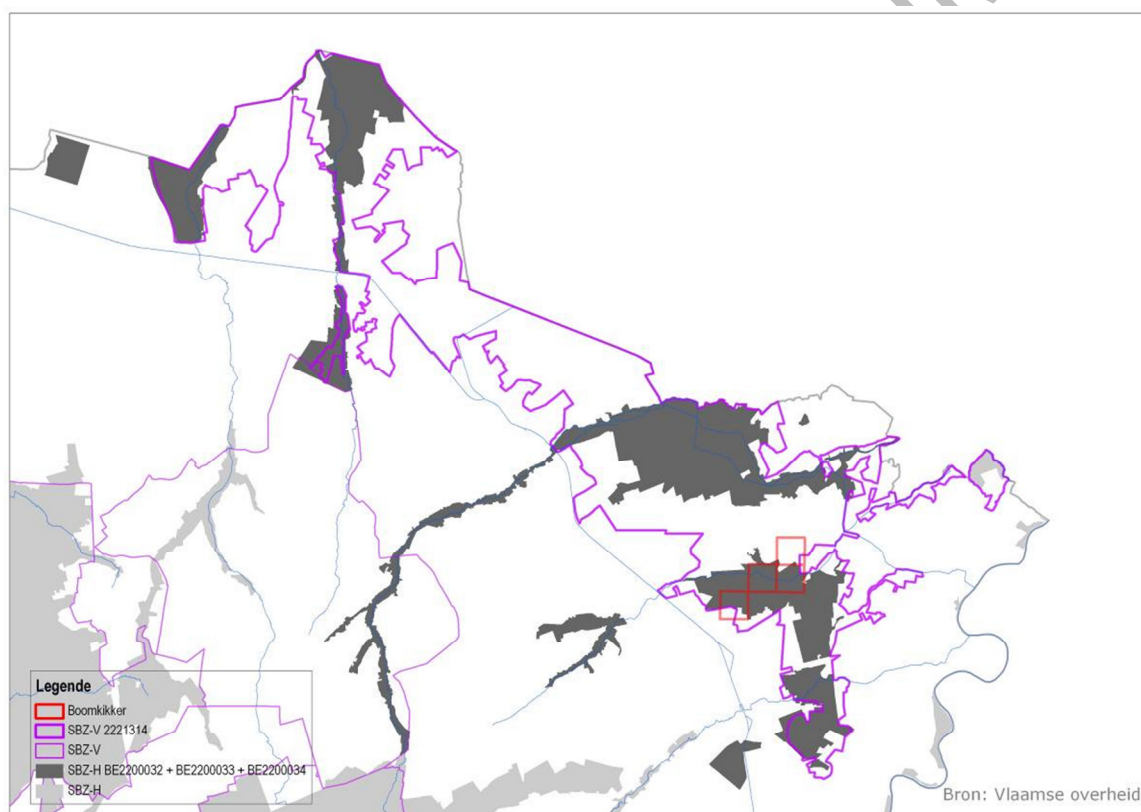 Legende
Boomkikker
SBZ-V 2221314
SBZ-V
SBZ-H BE2200032 + BE2200033 + BE2200034
SBZ-H
Bron: Vlaamse overheid